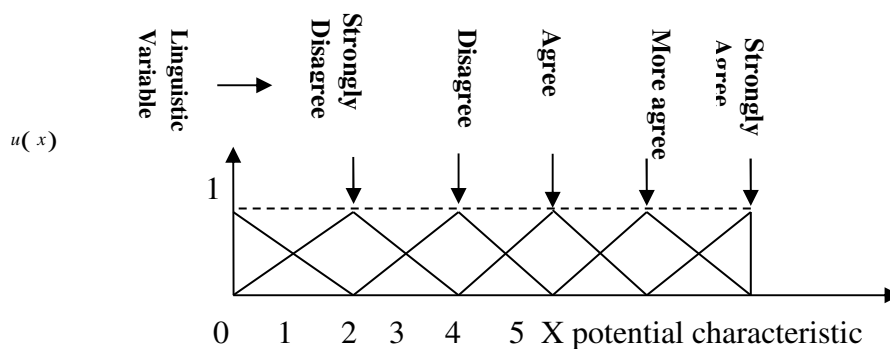 Linguistic
Variable
Strongly
Disagree
Disagree
Agree
More agree
Strongly
Agree
u( x)
1
0 1 2 3 4 5 X potential characteristic